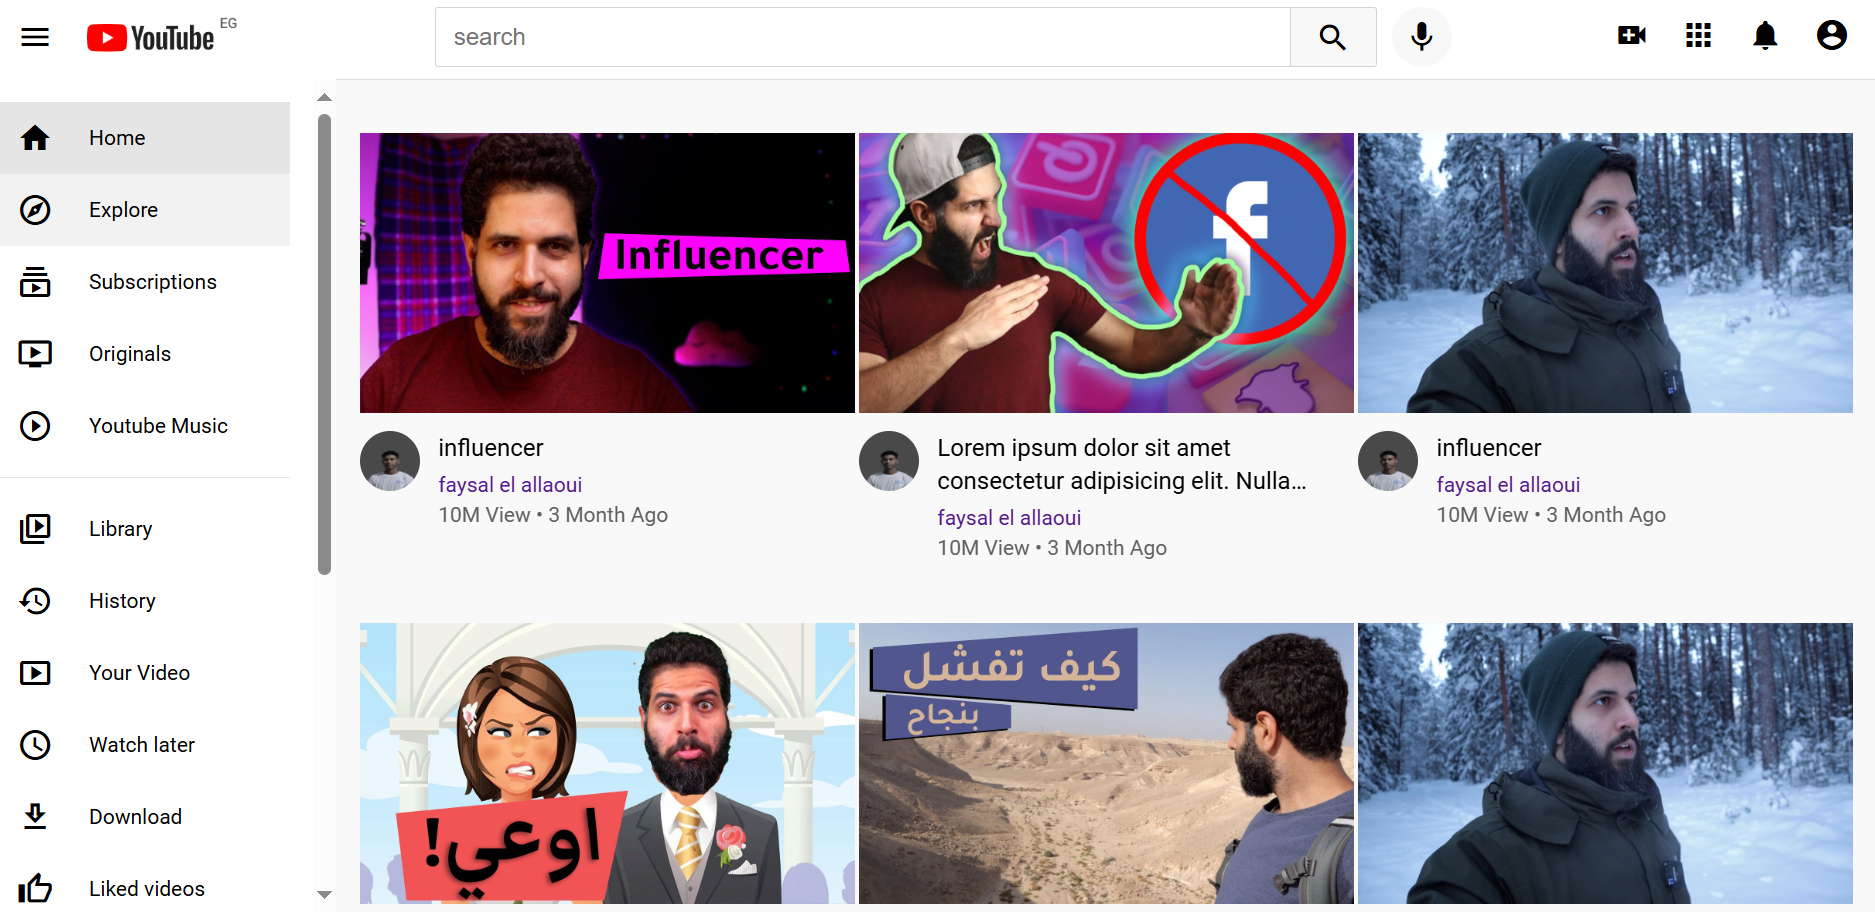 YouTube EG
search
Home
Explore
Subscriptions
Originals
Youtube Music
Library
History
Your Video
Watch later
Download
Liked videos
Influencer
influencer
faysal el allaoui
10M View • 3 Month Ago
Lorem ipsum dolor sit amet
consectetur adipisicing elit. Nulla...
faysal el allaoui
10M View • 3 Month Ago
influencer
faysal el allaoui
10M View • 3 Month Ago
اوعي!
كيف تفشل
بنجاح